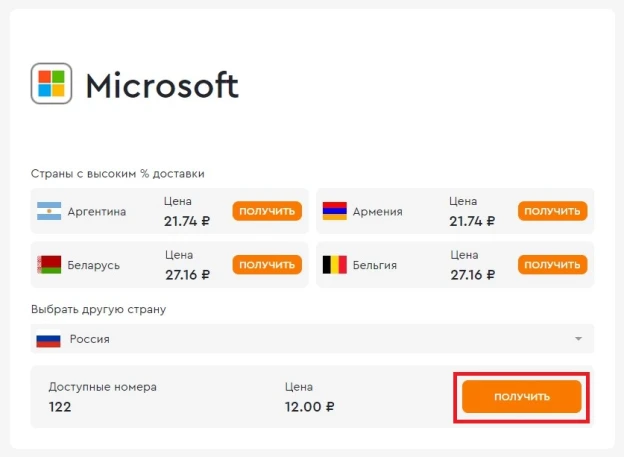 Microsoft
Страны с высоким % доставки
Аргентина
Цена
21.74 ₽
ПОЛУЧИТЬ
Армения
Цена
21.74 ₽
ПОЛУЧИТЬ
Беларусь
Цена
27.16 ₽
ПОЛУЧИТЬ
Бельгия
Цена
27.16 ₽
ПОЛУЧИТЬ
Выбрать другую страну
Россия
Доступные номера
122
Цена
12.00 ₽
ПОЛУЧИТЬ